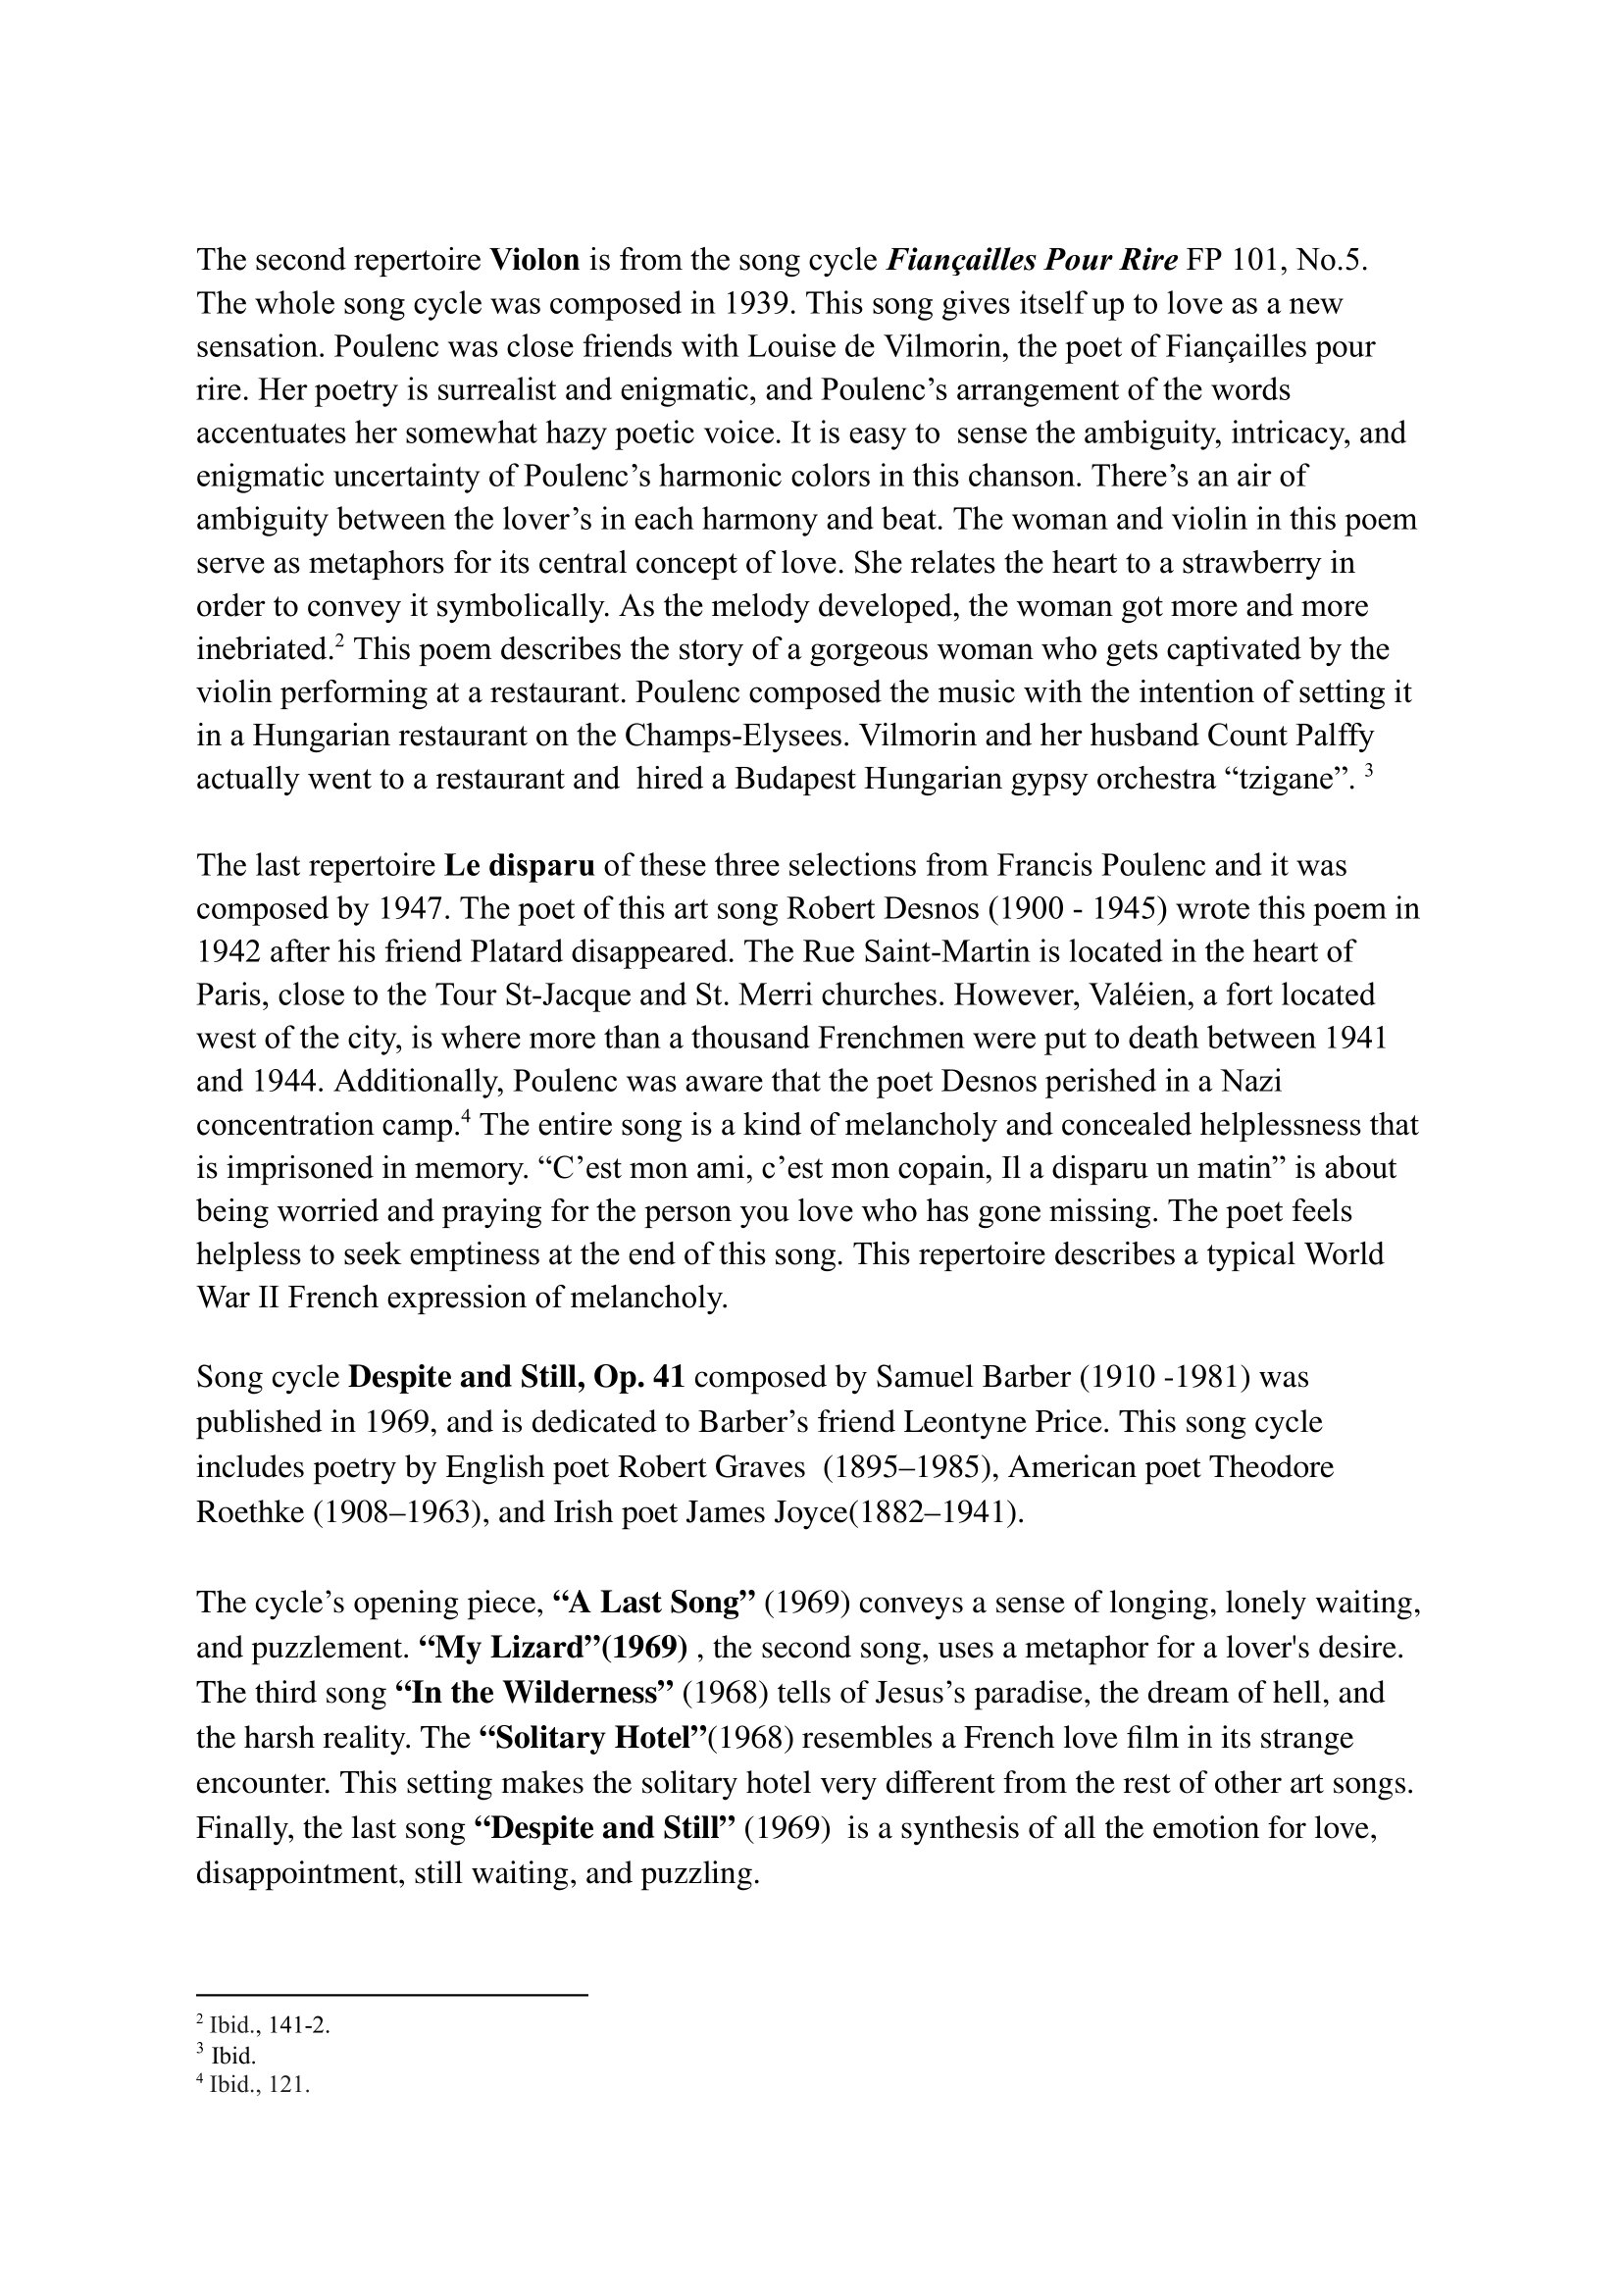 The second repertoire Violon is from the song cycle Fiançailles Pour Rire FP 101, No.5.
The whole song cycle was composed in 1939. This song gives itself up to love as a new
sensation. Poulenc was close friends with Louise de Vilmorin, the poet of Fiançailles pour
rire. Her poetry is surrealist and enigmatic, and Poulenc’s arrangement of the words
accentuates her somewhat hazy poetic voice. It is easy to  sense the ambiguity, intricacy, and
enigmatic uncertainty of Poulenc’s harmonic colors in this chanson. There’s an air of
ambiguity between the lover’s in each harmony and beat. The woman and violin in this poem
serve as metaphors for its central concept of love. She relates the heart to a strawberry in
order to convey it symbolically. As the melody developed, the woman got more and more
inebriated.2 This poem describes the story of a gorgeous woman who gets captivated by the
violin performing at a restaurant. Poulenc composed the music with the intention of setting it
in a Hungarian restaurant on the Champs-Elysees. Vilmorin and her husband Count Palffy
actually went to a restaurant and  hired a Budapest Hungarian gypsy orchestra “tzigane”. 3
The last repertoire Le disparu of these three selections from Francis Poulenc and it was
composed by 1947. The poet of this art song Robert Desnos (1900 - 1945) wrote this poem in
1942 after his friend Platard disappeared. The Rue Saint-Martin is located in the heart of
Paris, close to the Tour St-Jacque and St. Merri churches. However, Valéien, a fort located
west of the city, is where more than a thousand Frenchmen were put to death between 1941
and 1944. Additionally, Poulenc was aware that the poet Desnos perished in a Nazi
concentration camp.4 The entire song is a kind of melancholy and concealed helplessness that
is imprisoned in memory. “C’est mon ami, c’est mon copain, Il a disparu un matin” is about
being worried and praying for the person you love who has gone missing. The poet feels
helpless to seek emptiness at the end of this song. This repertoire describes a typical World
War II French expression of melancholy.
Song cycle Despite and Still, Op. 41 composed by Samuel Barber (1910 -1981) was
published in 1969, and is dedicated to Barber’s friend Leontyne Price. This song cycle
includes poetry by English poet Robert Graves  (1895–1985), American poet Theodore
Roethke (1908–1963), and Irish poet James Joyce(1882–1941).
The cycle’s opening piece, “A Last Song” (1969) conveys a sense of longing, lonely waiting,
and puzzlement. “My Lizard”(1969) , the second song, uses a metaphor for a lover's desire.
The third song “In the Wilderness” (1968) tells of Jesus’s paradise, the dream of hell, and
the harsh reality. The “Solitary Hotel”(1968) resembles a French love film in its strange
encounter. This setting makes the solitary hotel very different from the rest of other art songs.
Finally, the last song “Despite and Still” (1969)  is a synthesis of all the emotion for love,
disappointment, still waiting, and puzzling.
2 Ibid., 141-2.
3 Ibid.
4 Ibid., 121.